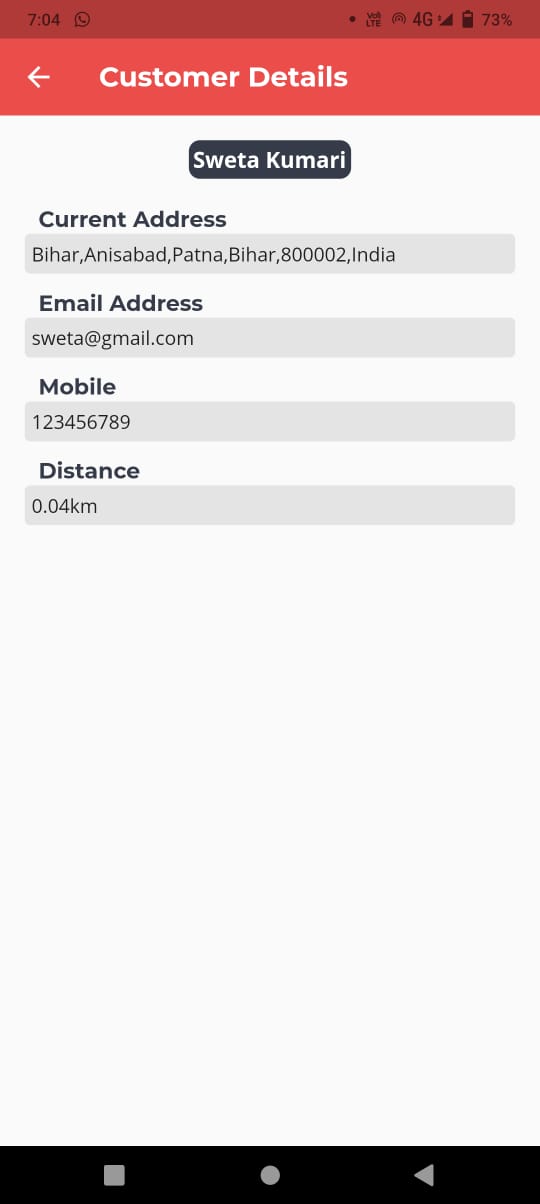 7:04 Vo) LTE 4G 73%
Customer Details
Sweta Kumari
Current Address
Bihar,Anisabad,Patna,Bihar,800002,India
Email Address
sweta@gmail.com
Mobile
123456789
Distance
0.04km